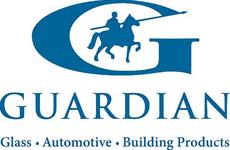 G
GUARDIAN
Glass • Automotive • Building Products